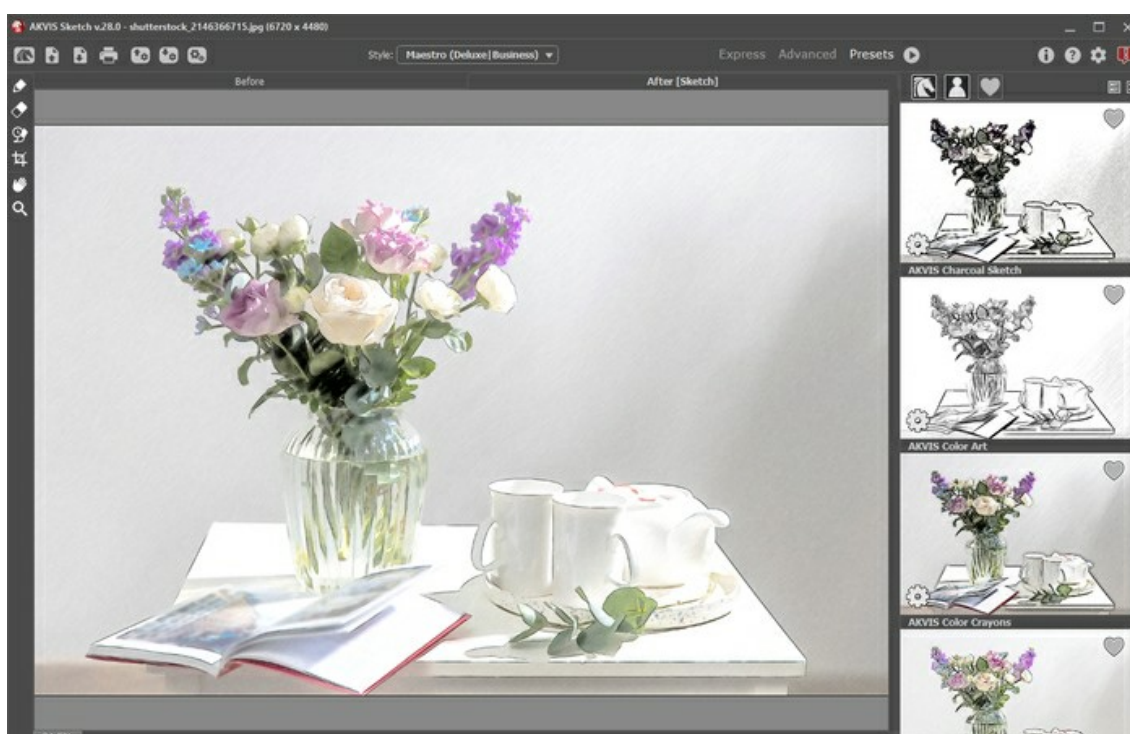 AKVIS Sketch v.28.0 - shutterstock_2146366715.jpg (6720 x 4480)
Style: Maestro (Deluxe|Business) Express Advanced Presets
Before After [Sketch]
AKVIS Charcoal Sketch
AKVIS Color Art
AKVIS Color Crayons